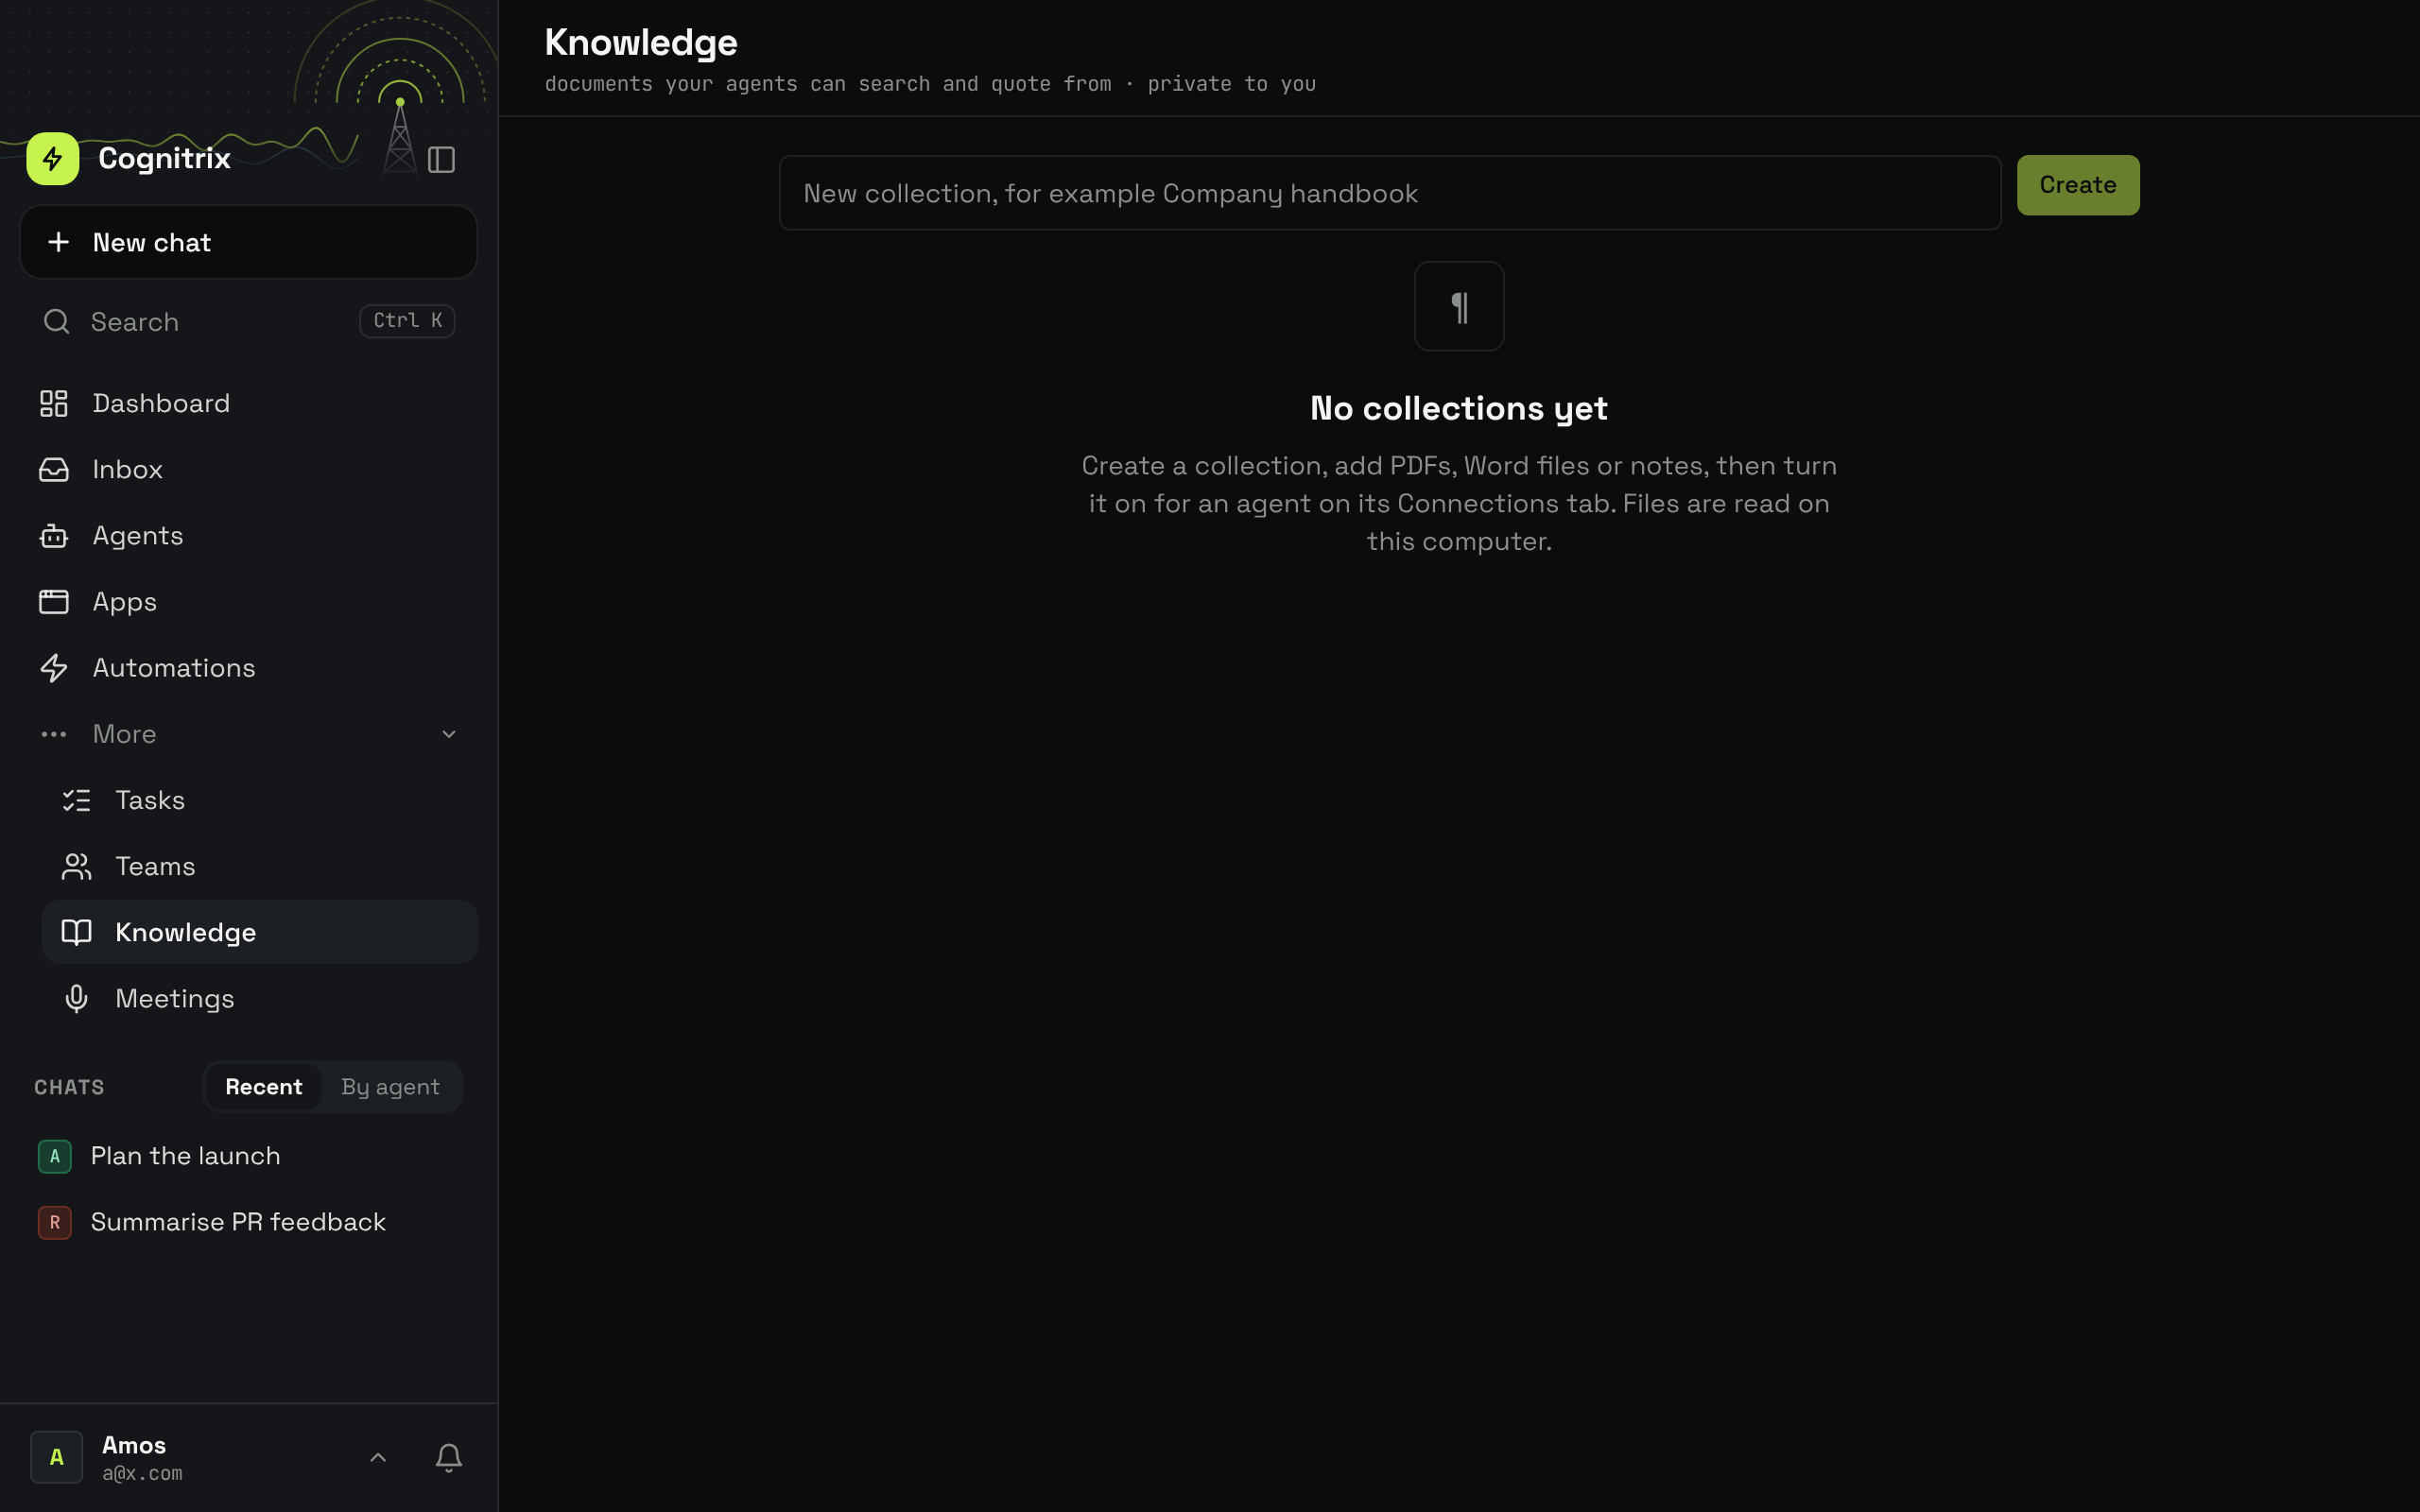 Cognitrix
New chat
Search
Ctrl K
Dashboard
Inbox
Agents
Apps
Automations
More
Tasks
Teams
Knowledge
Meetings
CHATS
Recent
By agent
A
Plan the launch
R
Summarise PR feedback
A
Amos
a@x.com
Knowledge
documents your agents can search and quote from · private to you
New collection, for example Company handbook
Create
¶
No collections yet
Create a collection, add PDFs, Word files or notes, then turn
it on for an agent on its Connections tab. Files are read on
this computer.